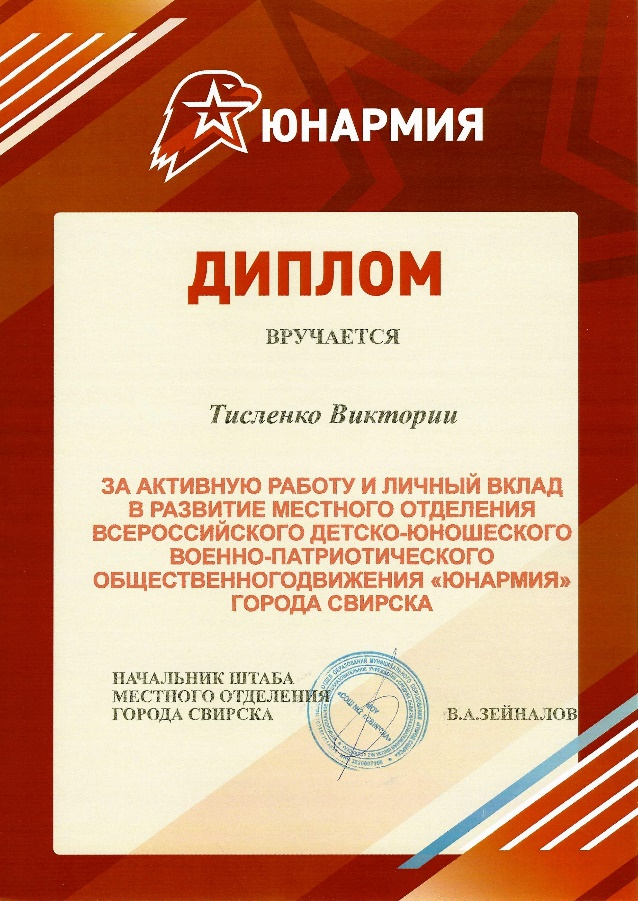 ЮНАРМИЯ
ДИПЛОМ
ВРУЧАЕТСЯ
Тисленко Виктории
ЗА АКТИВНУЮ РАБОТУ И ЛИЧНЫЙ ВКЛАД
В РАЗВИТИЕ МЕСТНОГО ОТДЕЛЕНИЯ
ВСЕРОССИЙСКОГО ДЕТСКО-ЮНОШЕСКОГО
ВОЕННО-ПАТРИОТИЧЕСКОГО
ОБЩЕСТВЕННОГОДВИЖЕНИЯ «ЮНАРМИЯ»
ГОРОДА СВИРСКА
НАЧАЛЬНИК ШТАБА
МЕСТНОГО ОТДЕЛЕНИЯ
ГОРОДА СВИРСКА
В.А.ЗЕЙНАЛОВ
МОУ